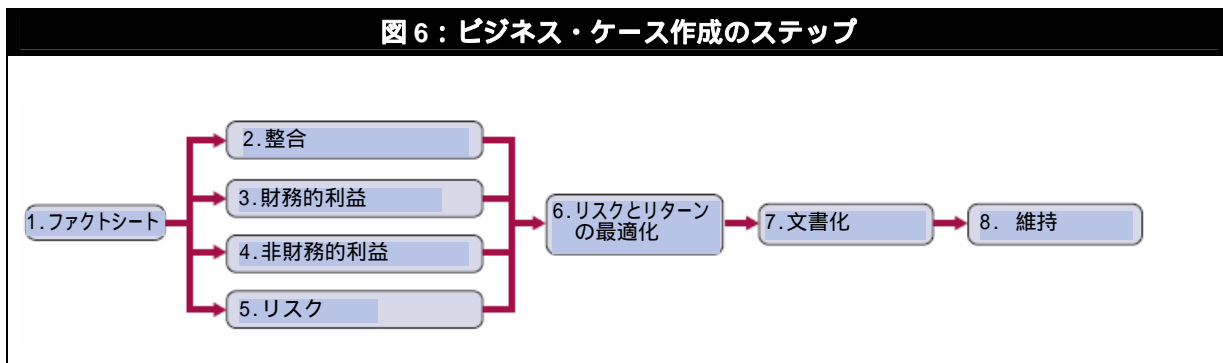 図 6：ビジネス・ケース作成のステップ
1.ファクトシート
2.整合
3.財務的利益
4.非財務的利益
5.リスク
6.リスクとリターン
の最適化
7.文書化
8. 維持